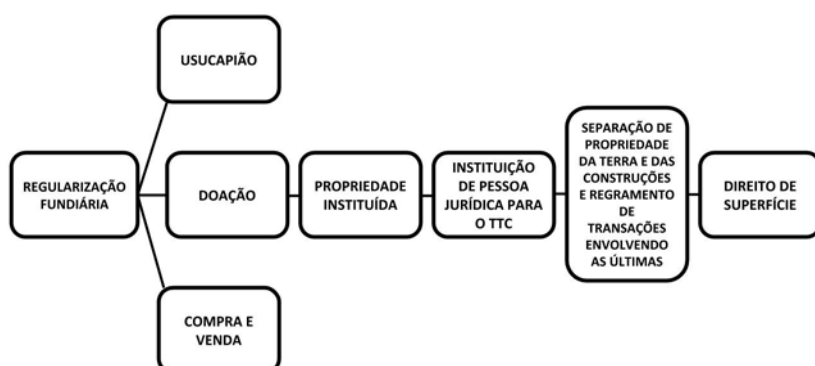 USUCAPIÃO
REGULARIZAÇÃO
FUNDIÁRIA
DOAÇÃO
PROPRIEDADE
INSTITUÍDA
INSTITUIÇÃO
DE PESSOA
JURÍDICA PARA
O TTC
SEPARAÇÃO DE
PROPRIEDADE
DA TERRA E DAS
CONSTRUÇÕES
E REGRAMENTO
DE
TRANSAÇÕES
ENVOLVENDO
AS ÚLTIMAS
DIREITO DE
SUPERFÍCIE
COMPRA E
VENDA